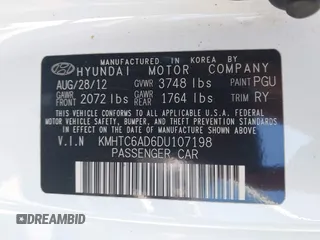 MANUFACTURED IN KOREA BY
HYUNDAI MOTOR COMPANY
AUG/28/12 GVWR 3748 lbs PAINT PGU
GAWR FRONT 2072 lbs GAWR REAR 1764 lbs TRIM RY
THIS VEHICLE CONFORMS TO ALL APPLICABLE
U.S. FEDERAL MOTOR VEHICLE SAFETY, BUMPER,
AND THEFT PREVENTION STANDARDS IN EFFECT ON
THE DATE OF MANUFACTURE SHOWN ABOVE.
V.I.N KMHTC6AD6DU107198
PASSENGER CAR
DREAMBID